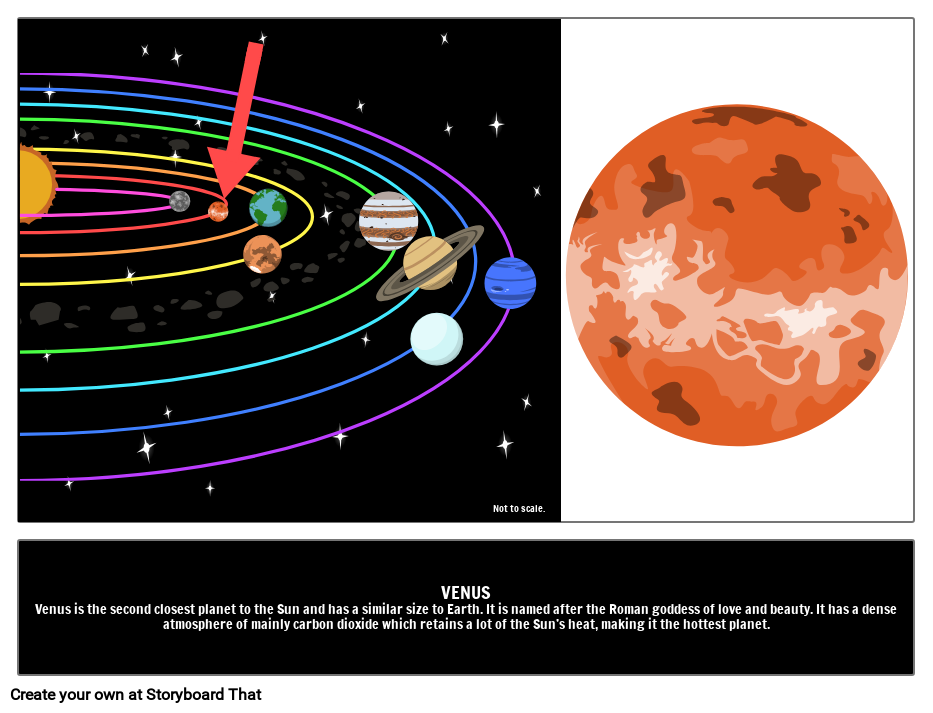 Not to scale.
VENUS
Venus is the second closest planet to the Sun and has a similar size to Earth. It is named after the Roman goddess of love and beauty. It has a dense
atmosphere of mainly carbon dioxide which retains a lot of the Sun's heat, making it the hottest planet.
Create your own at Storyboard That